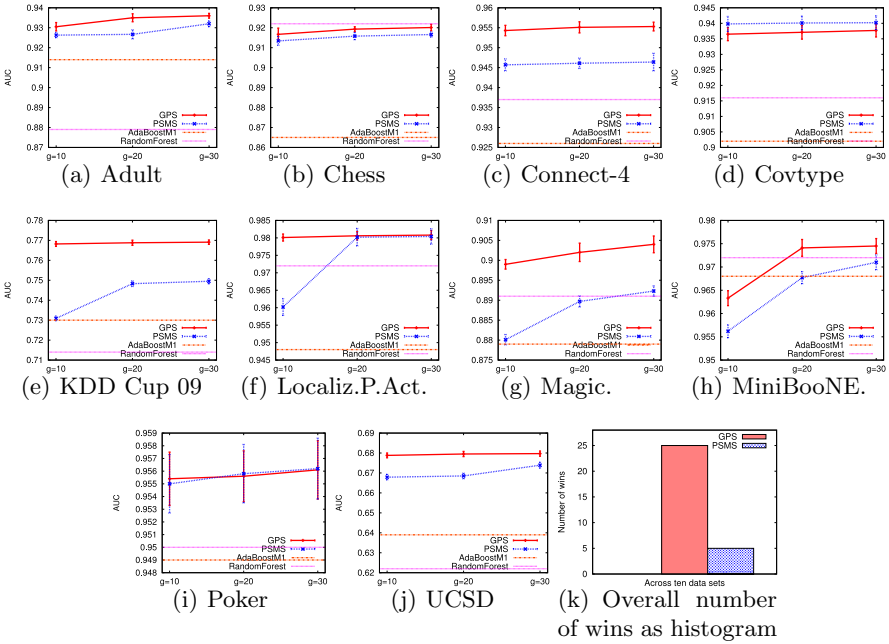 0.94
0.93
0.92
0.91
0.9
0.89
0.88
0.87
AUC
g=10 g=20 g=30
GPS
PSMS
AdaBoostM1
RandomForest
(a) Adult
0.93
0.92
0.91
0.9
0.89
0.88
0.87
0.86
AUC
g=10 g=20 g=30
GPS
PSMS
AdaBoostM1
RandomForest
(b) Chess
0.965
0.955
0.945
0.935
0.925
AUC
g=10 g=20 g=30
GPS
PSMS
AdaBoostM1
RandomForest
(c) Connect-4
0.945
0.94
0.935
0.93
0.925
0.92
0.915
0.91
0.905
0.9
AUC
g=10 g=20 g=30
GPS
PSMS
AdaBoostM1
RandomForest
(d) Covtype
0.78
0.77
0.76
0.75
0.74
0.73
0.72
0.71
AUC
g=10 g=20 g=30
GPS
PSMS
AdaBoostM1
RandomForest
(e) KDD Cup 09
0.985
0.98
0.975
0.97
0.965
0.96
0.955
0.95
0.945
AUC
g=10 g=20 g=30
GPS
PSMS
AdaBoostM1
RandomForest
(f) Localiz.P.Act.
0.91
0.905
0.9
0.895
0.89
0.885
0.88
0.875
AUC
g=10 g=20 g=30
GPS
PSMS
AdaBoostM1
RandomForest
(g) Magic.
0.98
0.975
0.97
0.965
0.96
0.955
0.95
AUC
g=10 g=20 g=30
GPS
PSMS
AdaBoostM1
RandomForest
(h) MiniBooNE.
0.959
0.958
0.957
0.956
0.955
0.954
0.953
0.952
0.951
0.95
0.949
0.948
AUC
g=10 g=20 g=30
GPS
PSMS
AdaBoostM1
RandomForest
(i) Poker
0.69
0.68
0.67
0.66
0.65
0.64
0.63
0.62
AUC
g=10 g=20 g=30
GPS
PSMS
AdaBoostM1
RandomForest
(j) UCSD
25
20
15
10
5
0
Number of wins
GPS
PSMS
Across ten data sets
(k) Overall number
of wins as histogram